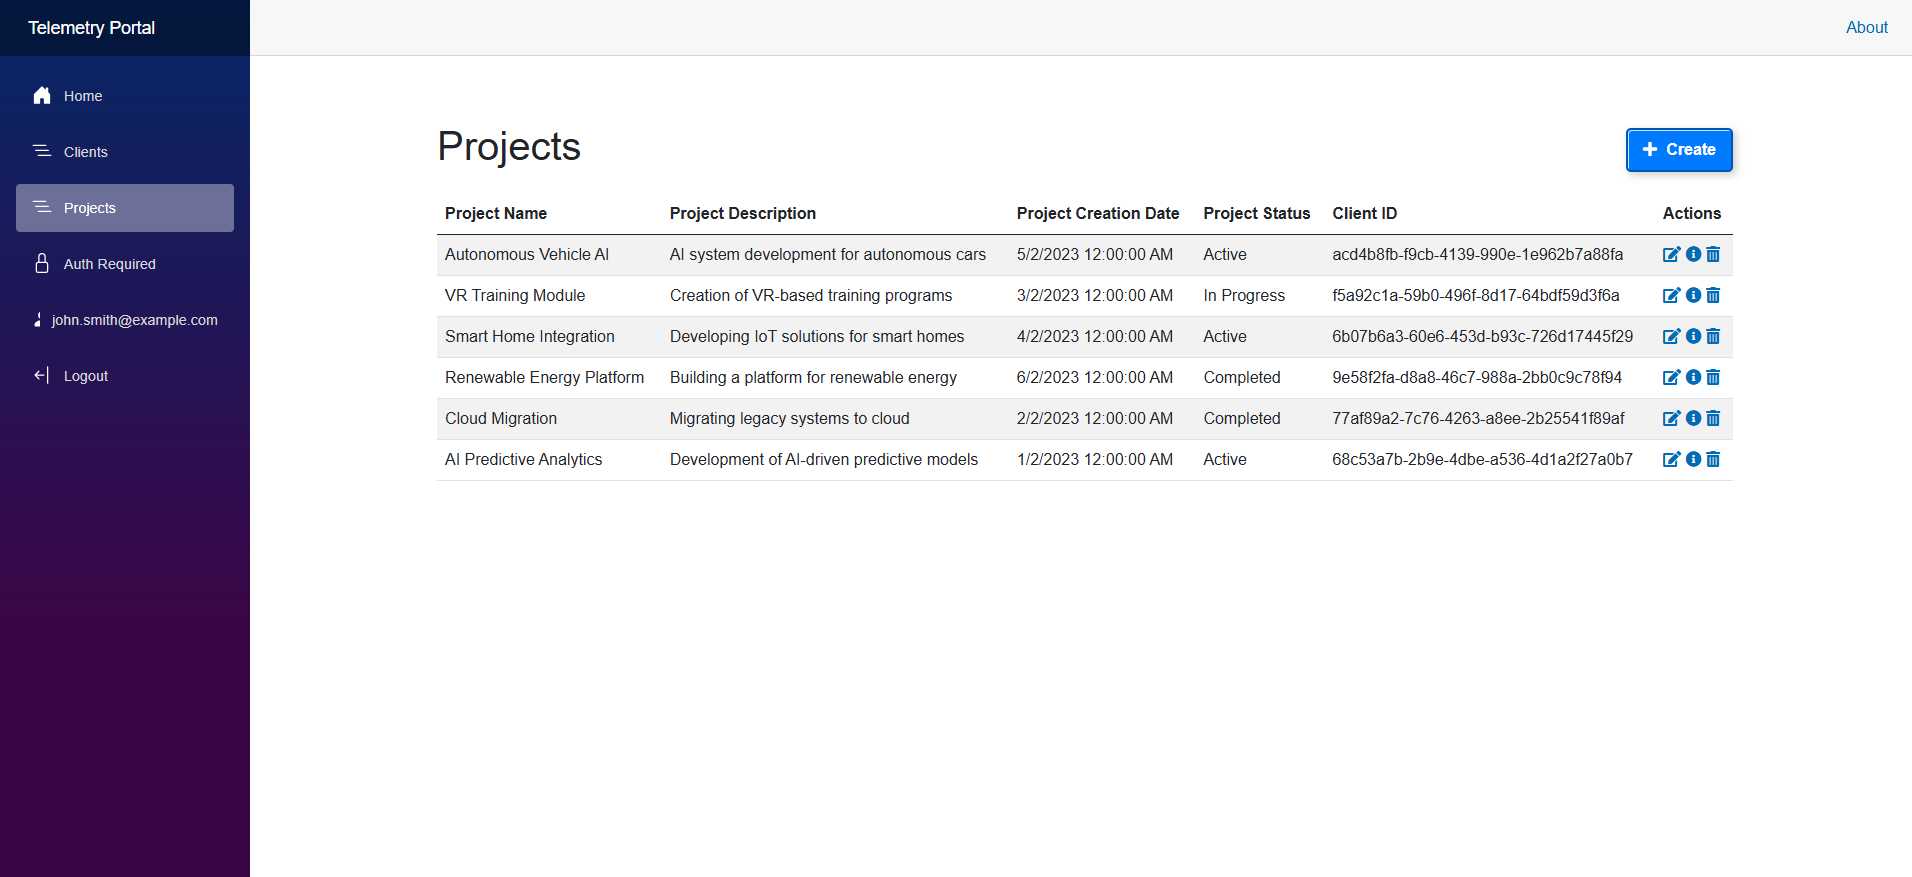 Telemetry Portal
About
Home
Clients
Projects
Auth Required
john.smith@example.com
Logout
Projects
Create
Project Name Project Description Project Creation Date Project Status Client ID Actions
Autonomous Vehicle AI AI system development for autonomous cars 5/2/2023 12:00:00 AM Active acd4b8fb-f9cb-4139-990e-1e962b7a88fa
VR Training Module Creation of VR-based training programs 3/2/2023 12:00:00 AM In Progress f5a92c1a-59b0-496f-8d17-64bdf59d3f6a
Smart Home Integration Developing IoT solutions for smart homes 4/2/2023 12:00:00 AM Active 6b07b6a3-60e6-453d-b93c-726d17445f29
Renewable Energy Platform Building a platform for renewable energy 6/2/2023 12:00:00 AM Completed 9e58f2fa-d8a8-46c7-988a-2bb0c9c78f94
Cloud Migration Migrating legacy systems to cloud 2/2/2023 12:00:00 AM Completed 77af89a2-7c76-4263-a8ee-2b25541f89af
AI Predictive Analytics Development of AI-driven predictive models 1/2/2023 12:00:00 AM Active 68c53a7b-2b9e-4dbe-a536-4d1a2f27a0b7